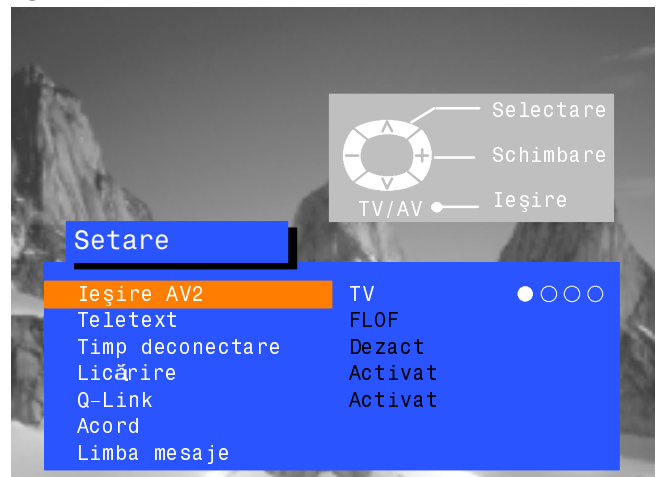 Selectare
Schimbare
TV/AV Ieşire
Setare
Ieşire AV2 TV
Teletext FLOF
Timp deconectare Dezact
Licărire Activat
Q-Link Activat
Acord
Limba mesaje